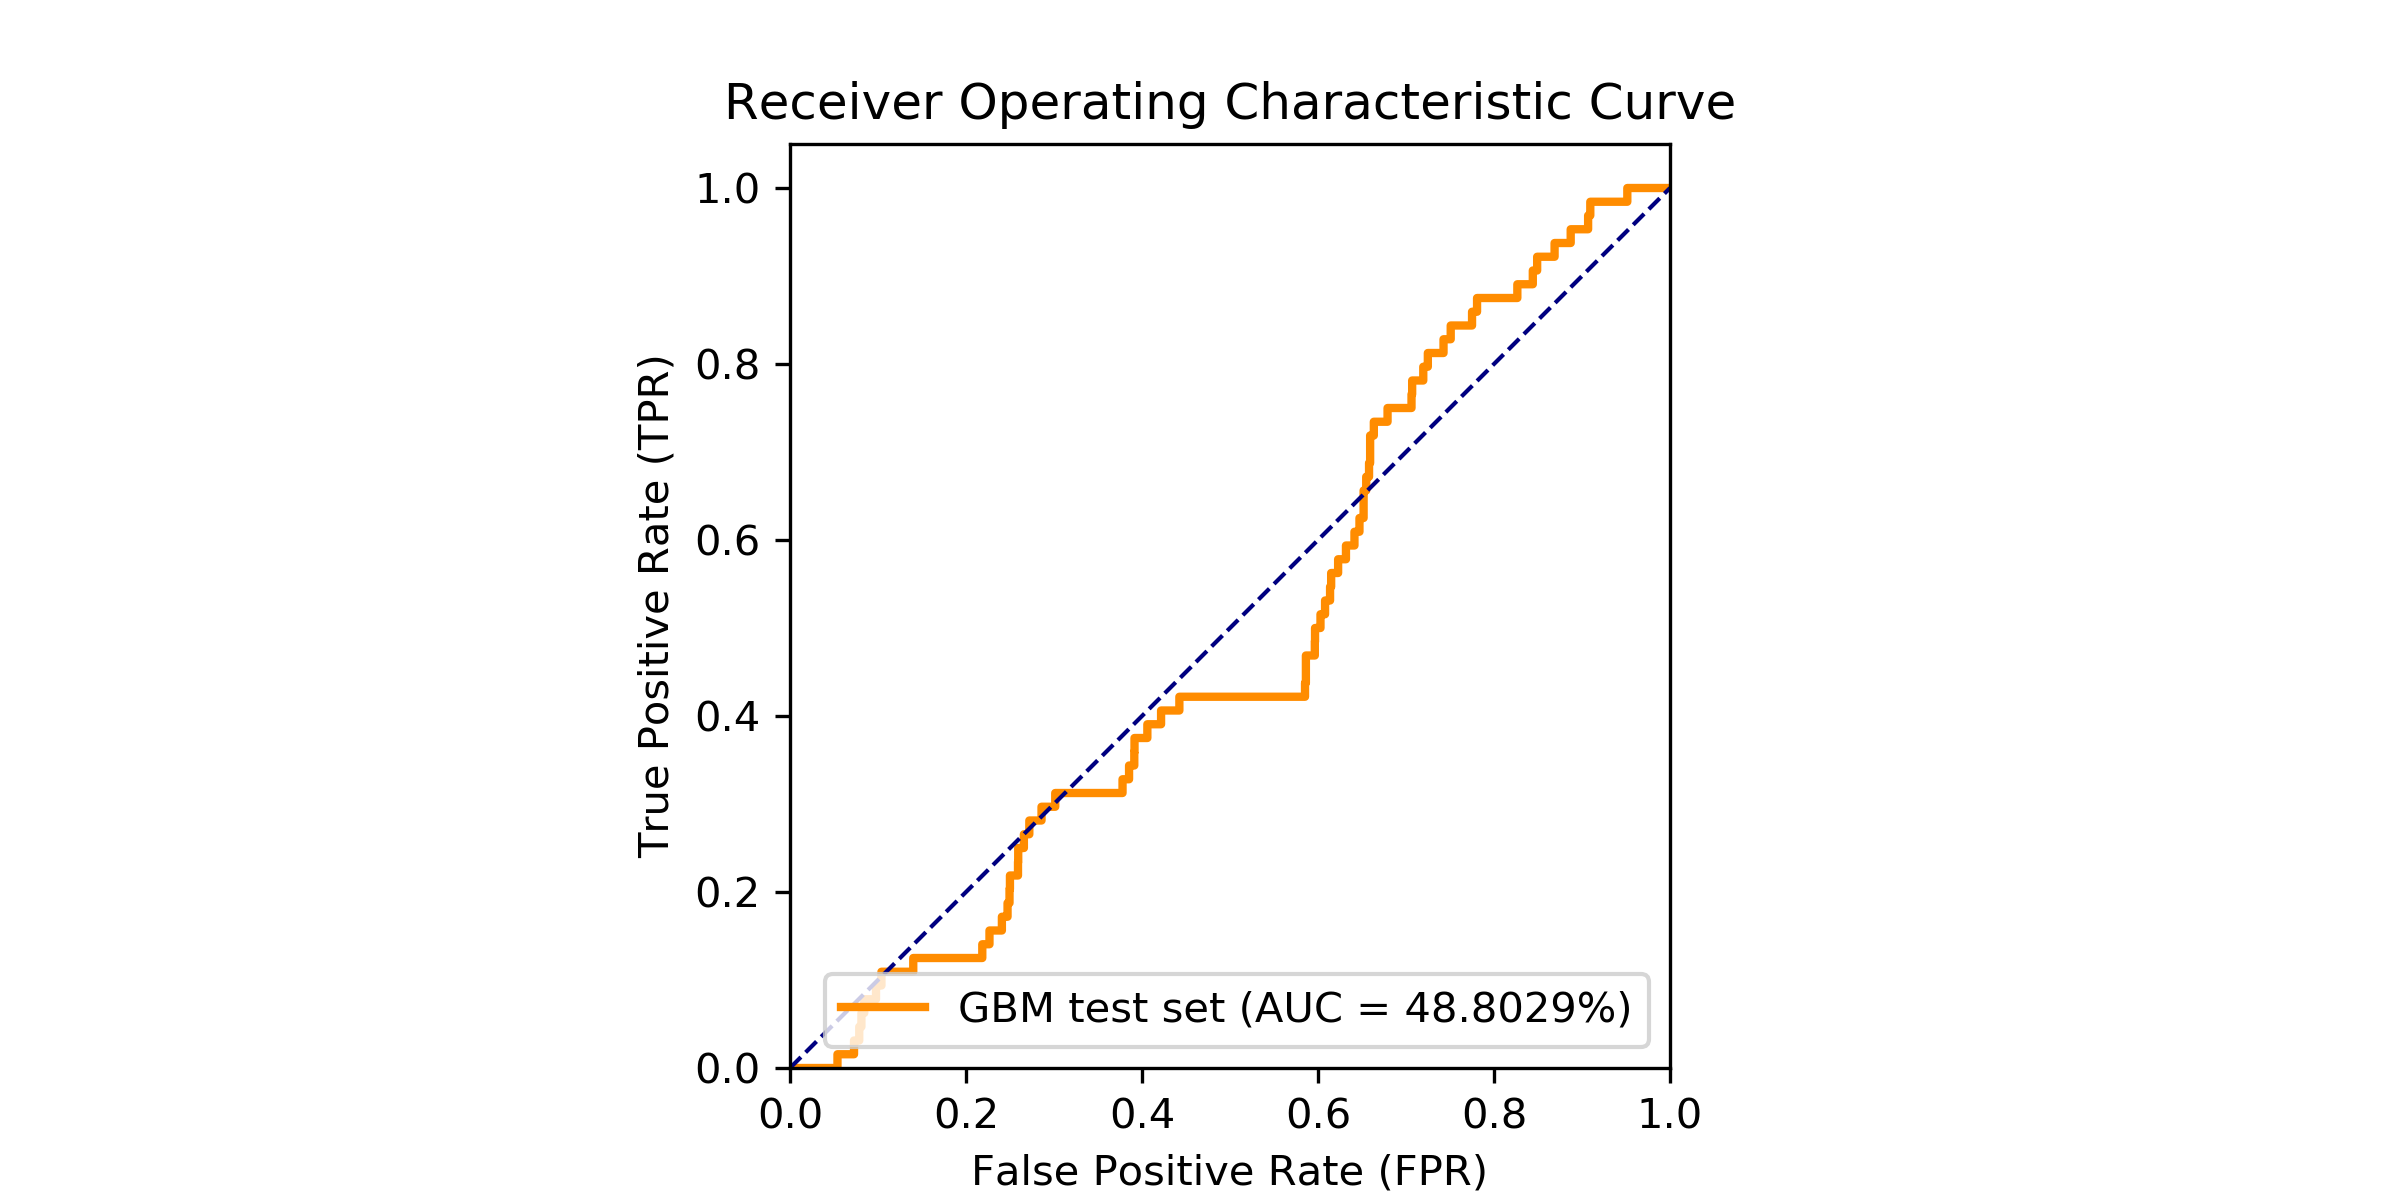 Receiver Operating Characteristic Curve
1.0
0.8
0.6
0.4
0.2
0.0
True Positive Rate (TPR)
GBM test set (AUC = 48.8029%)
0.0 0.2 0.4 0.6 0.8 1.0
False Positive Rate (FPR)